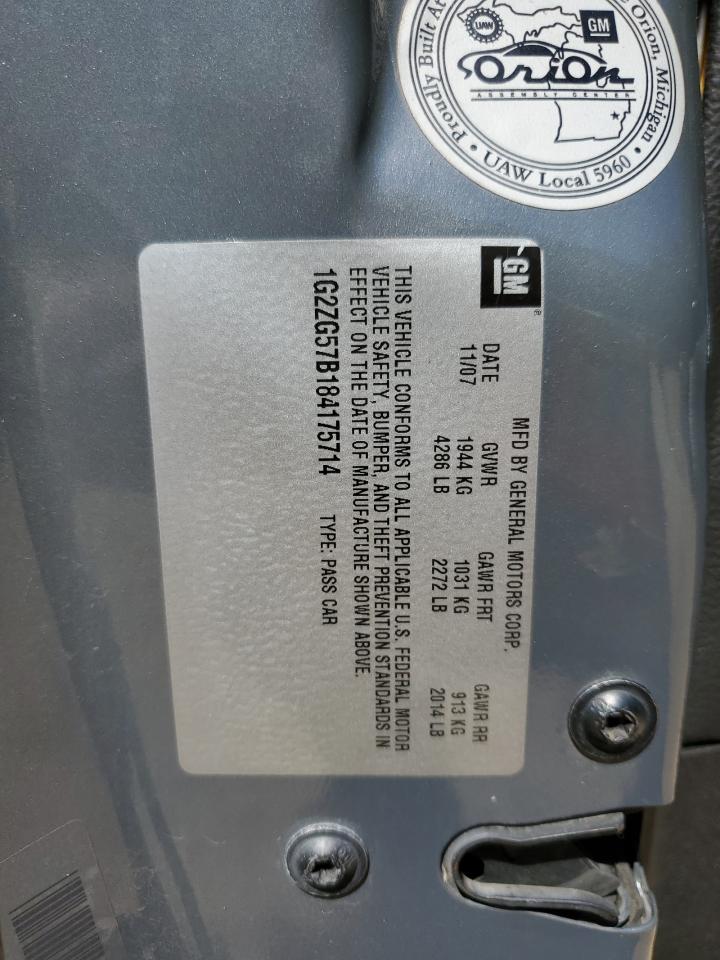 Proudly Built At
e Orion, Michigan
UAW
GM
Orion
ASSEMBLY CENTER
• UAW Local 5960 •
GM®
MFD BY GENERAL MOTORS CORP.
DATE GVWR GAWR FRT GAWR RR
11/07 1944 KG 1031 KG 913 KG
4286 LB 2272 LB 2014 LB
THIS VEHICLE CONFORMS TO ALL APPLICABLE U.S. FEDERAL MOTOR
VEHICLE SAFETY, BUMPER, AND THEFT PREVENTION STANDARDS IN
EFFECT ON THE DATE OF MANUFACTURE SHOWN ABOVE.
1G2ZG57B184175714 TYPE: PASS CAR